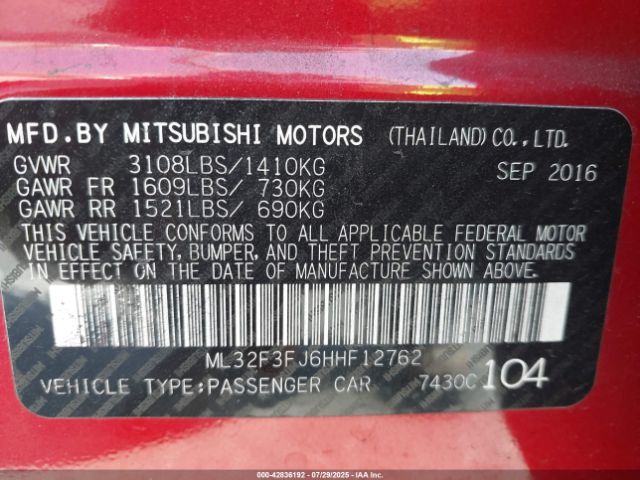 MFD.BY MITSUBISHI MOTORS (THAILAND)CO.,LTD.
GVWR 3108LBS/1410KG SEP 2016
GAWR FR 1609LBS/ 730KG
GAWR RR 1521LBS/ 690KG
THIS VEHICLE CONFORMS TO ALL APPLICABLE FEDERAL MOTOR
VEHICLE SAFETY, BUMPER, AND THEFT PREVENTION STANDARDS
IN EFFECT ON THE DATE OF MANUFACTURE SHOWN ABOVE.
ML32F3FJ6HHF12762
VEHICLE TYPE:PASSENGER CAR 7430C 104
000-42836192 07/29/2025 IAAI.com